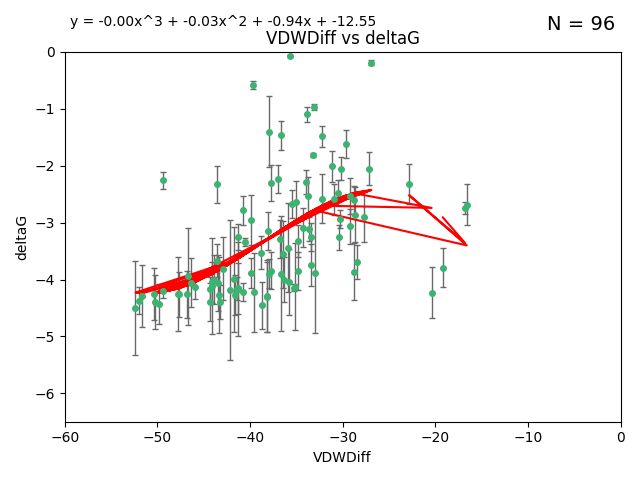 y = -0.00x^3 + -0.03x^2 + -0.94x + -12.55
N = 96
VDWDiff vs deltaG
deltaG
0
−1
−2
−3
−4
−5
−6
−60 −50 −40 −30 −20 −10 0
VDWDiff